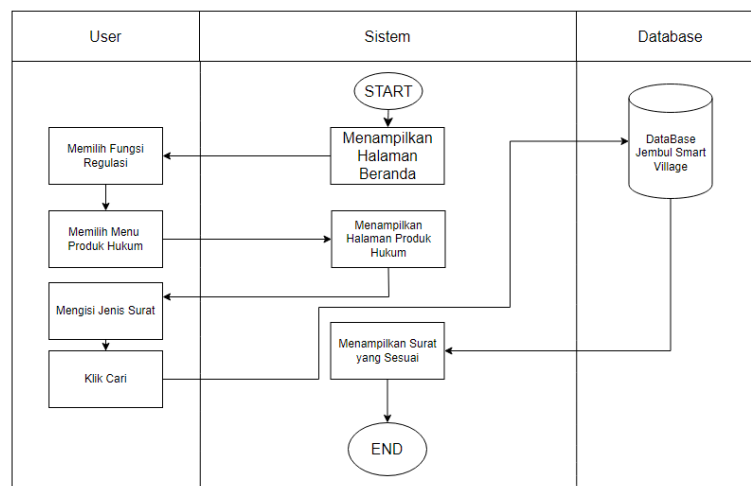 User
Sistem
Database
START
Menampilkan
Halaman
Beranda
Memilih Fungsi
Regulasi
DataBase
Jembul Smart
Village
Memilih Menu
Produk Hukum
Menampilkan
Halaman Produk
Hukum
Mengisi Jenis Surat
Klik Cari
Menampilkan Surat
yang Sesuai
END